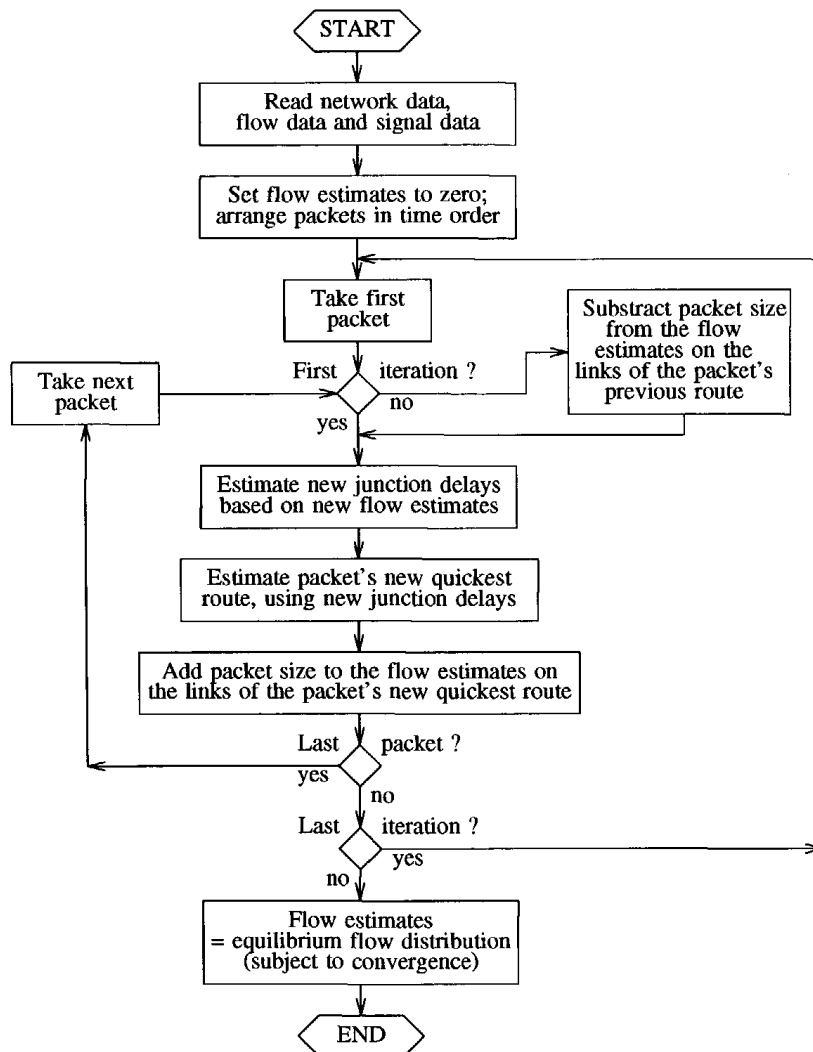 START
Read network data,
flow data and signal data
Set flow estimates to zero;
arrange packets in time order
Take first
packet
Substract packet size
from the flow
estimates on the
links of the packet's
previous route
First iteration ?
no
yes
Take next
packet
Estimate new junction delays
based on new flow estimates
Estimate packet's new quickest
route, using new junction delays
Add packet size to the flow estimates on
the links of the packet's new quickest route
Last packet ?
yes
no
Last iteration ?
yes
no
Flow estimates
= equilibrium flow distribution
(subject to convergence)
END